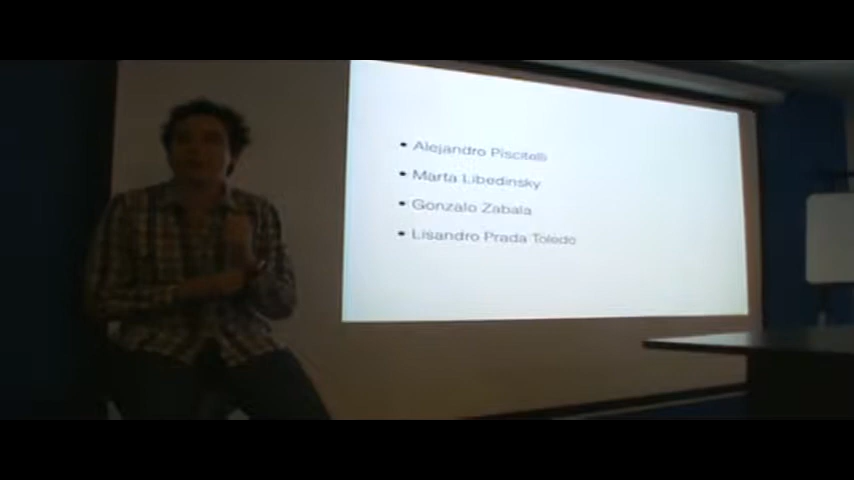 • Alejandro Piscitelli
• Marta Libedinsky
• Gonzalo Zabala
• Lisandro Prada Toledo